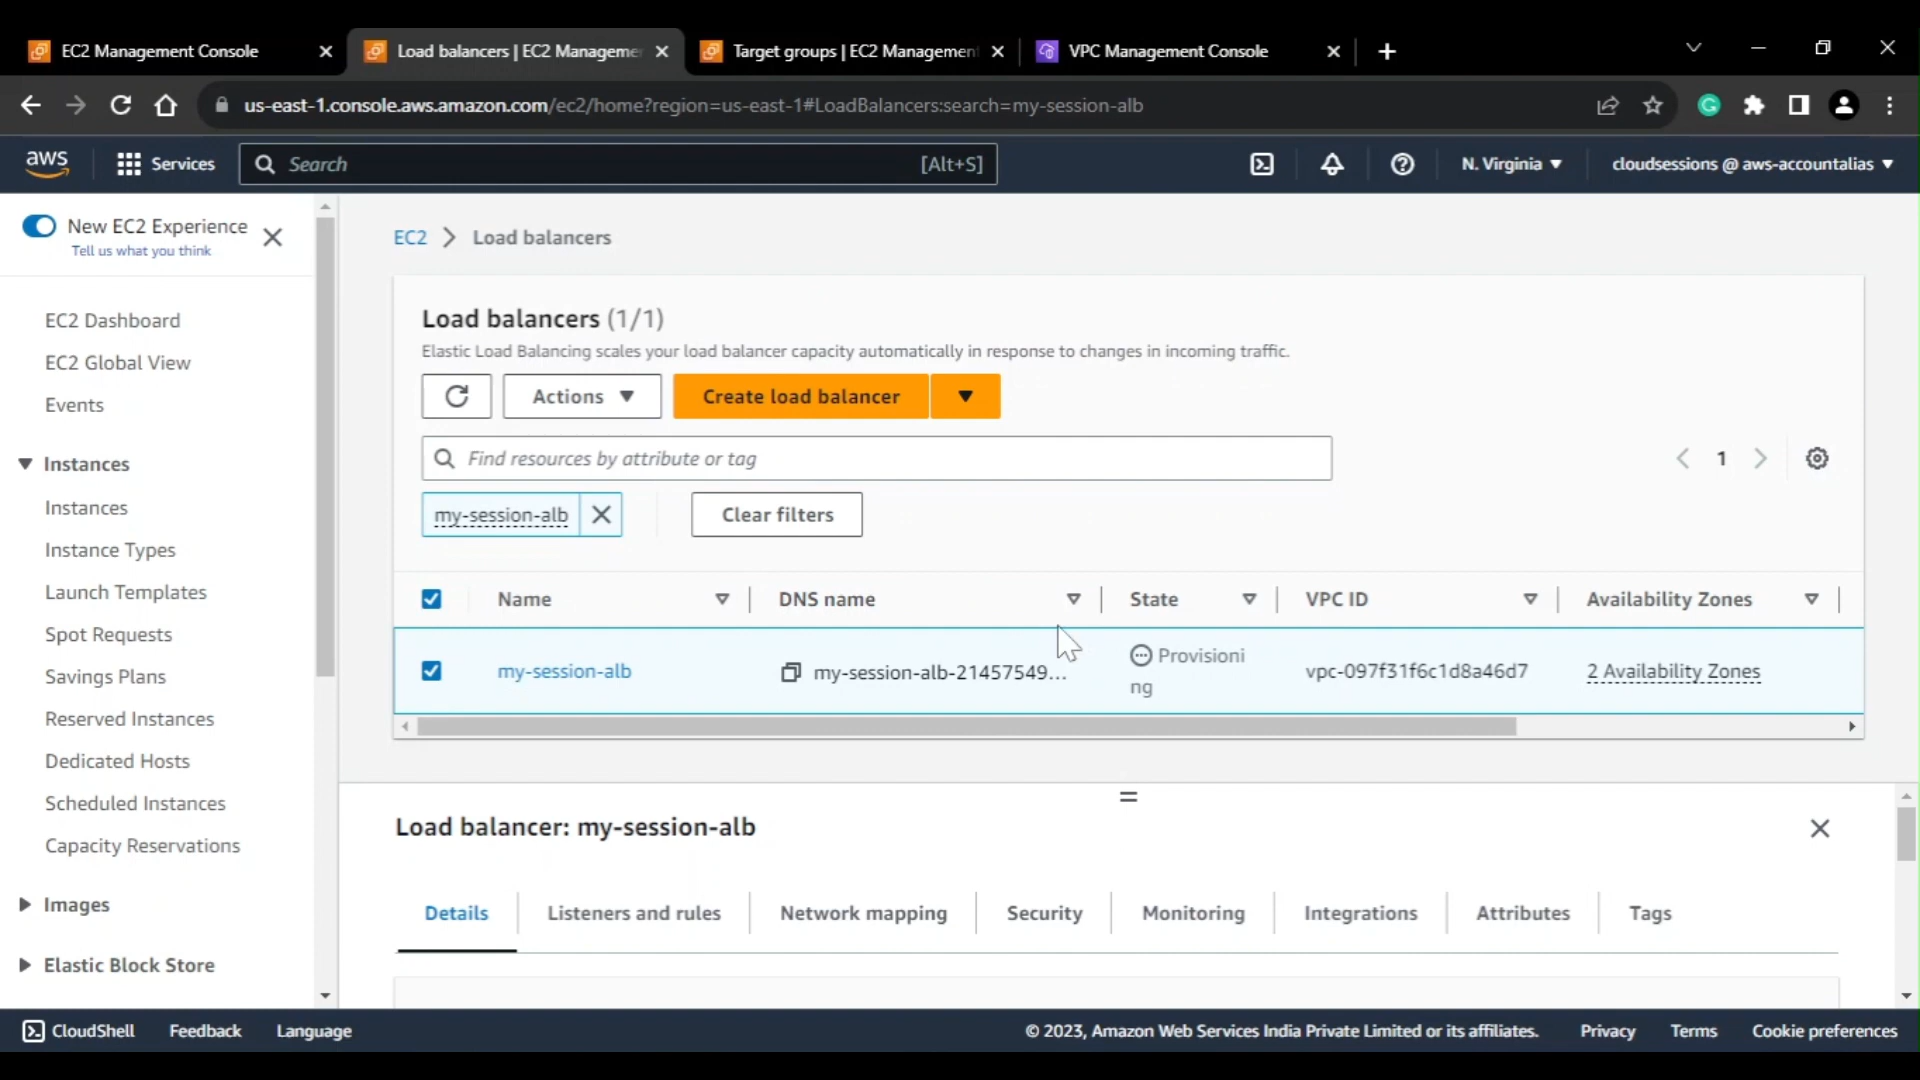 EC2 Management Console
Load balancers | EC2 Manageme
Target groups | EC2 Management
VPC Management Console
us-east-1.console.aws.amazon.com/ec2/home?region=us-east-1#LoadBalancers:search=my-session-alb
aws
Services
Search
[Alt+S]
N. Virginia
cloudsessions @ aws-accountalias
New EC2 Experience
Tell us what you think
EC2 Dashboard
EC2 Global View
Events
Instances
Instances
Instance Types
Launch Templates
Spot Requests
Savings Plans
Reserved Instances
Dedicated Hosts
Scheduled Instances
Capacity Reservations
Images
Elastic Block Store
EC2 > Load balancers
Load balancers (1/1)
Elastic Load Balancing scales your load balancer capacity automatically in response to changes in incoming traffic.
Actions
Create load balancer
Find resources by attribute or tag
1
my-session-alb
Clear filters
Name
DNS name
State
VPC ID
Availability Zones
my-session-alb
my-session-alb-21457549...
Provisioni
ng
vpc-097f31f6c1d8a46d7
2 Availability Zones
Load balancer: my-session-alb
Details
Listeners and rules
Network mapping
Security
Monitoring
Integrations
Attributes
Tags
CloudShell
Feedback
Language
© 2023, Amazon Web Services India Private Limited or its affiliates.
Privacy
Terms
Cookie preferences